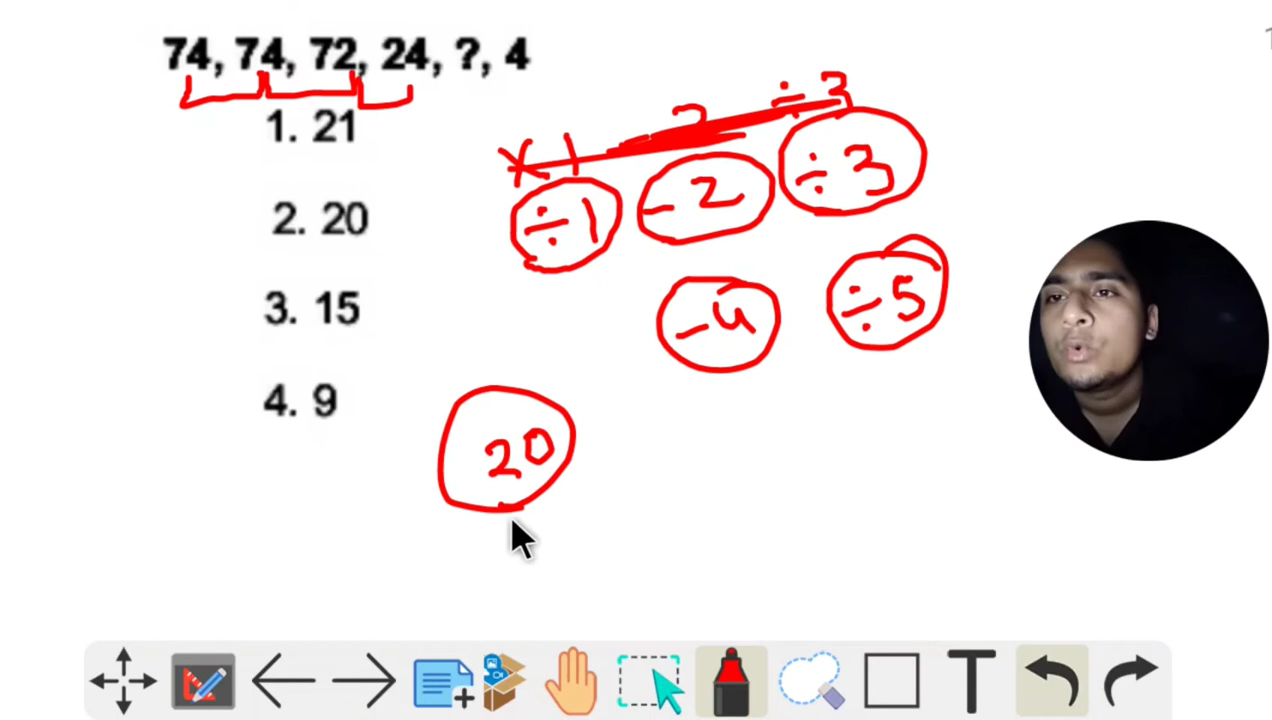 74, 74, 72, 24, ?, 4
1. 21
2. 20
3. 15
4. 9
×1 ÷3
÷1 -2 ÷3
-4 ÷5
20
T